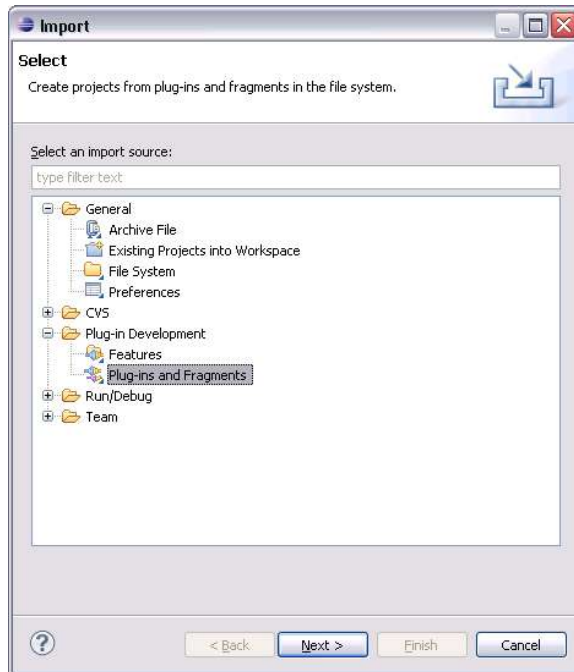 Import
Select
Create projects from plug-ins and fragments in the file system.
Select an import source:
type filter text
General
Archive File
Existing Projects into Workspace
File System
Preferences
CVS
Plug-in Development
Features
Plug-ins and Fragments
Run/Debug
Team
?
< Back
Next >
Finish
Cancel